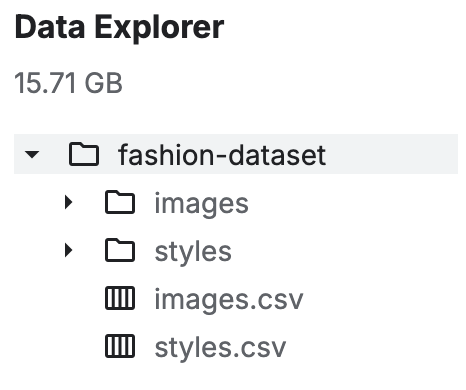 Data Explorer
15.71 GB
fashion-dataset
images
styles
images.csv
styles.csv